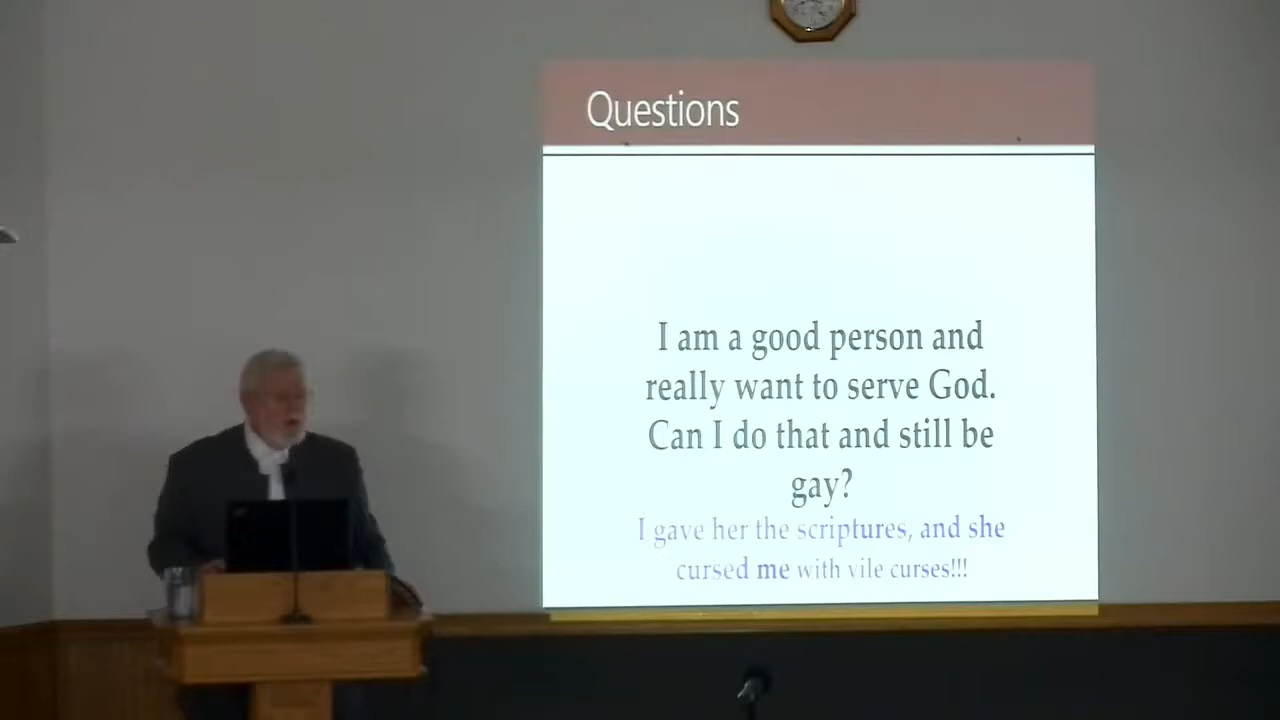 Questions
I am a good person and
really want to serve God.
Can I do that and still be
gay?
I gave her the scriptures, and she
cursed me with vile curses!!!